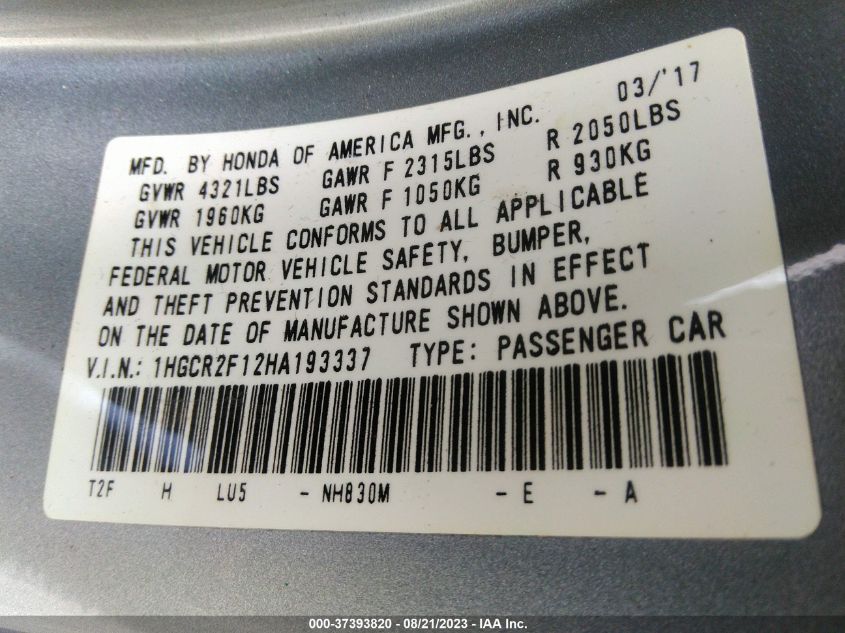 03/'17
MFD. BY HONDA OF AMERICA MFG., INC.
GVWR 4321LBS GAWR F 2315LBS R 2050LBS
GVWR 1960KG GAWR F 1050KG R 930KG
THIS VEHICLE CONFORMS TO ALL APPLICABLE
FEDERAL MOTOR VEHICLE SAFETY, BUMPER,
AND THEFT PREVENTION STANDARDS IN EFFECT
ON THE DATE OF MANUFACTURE SHOWN ABOVE.
V.I.N.: 1HGCR2F12HA193337 TYPE: PASSENGER CAR
T2F H LU5 - NH830M - E - A
000-37393820 - 08/21/2023 - IAA Inc.